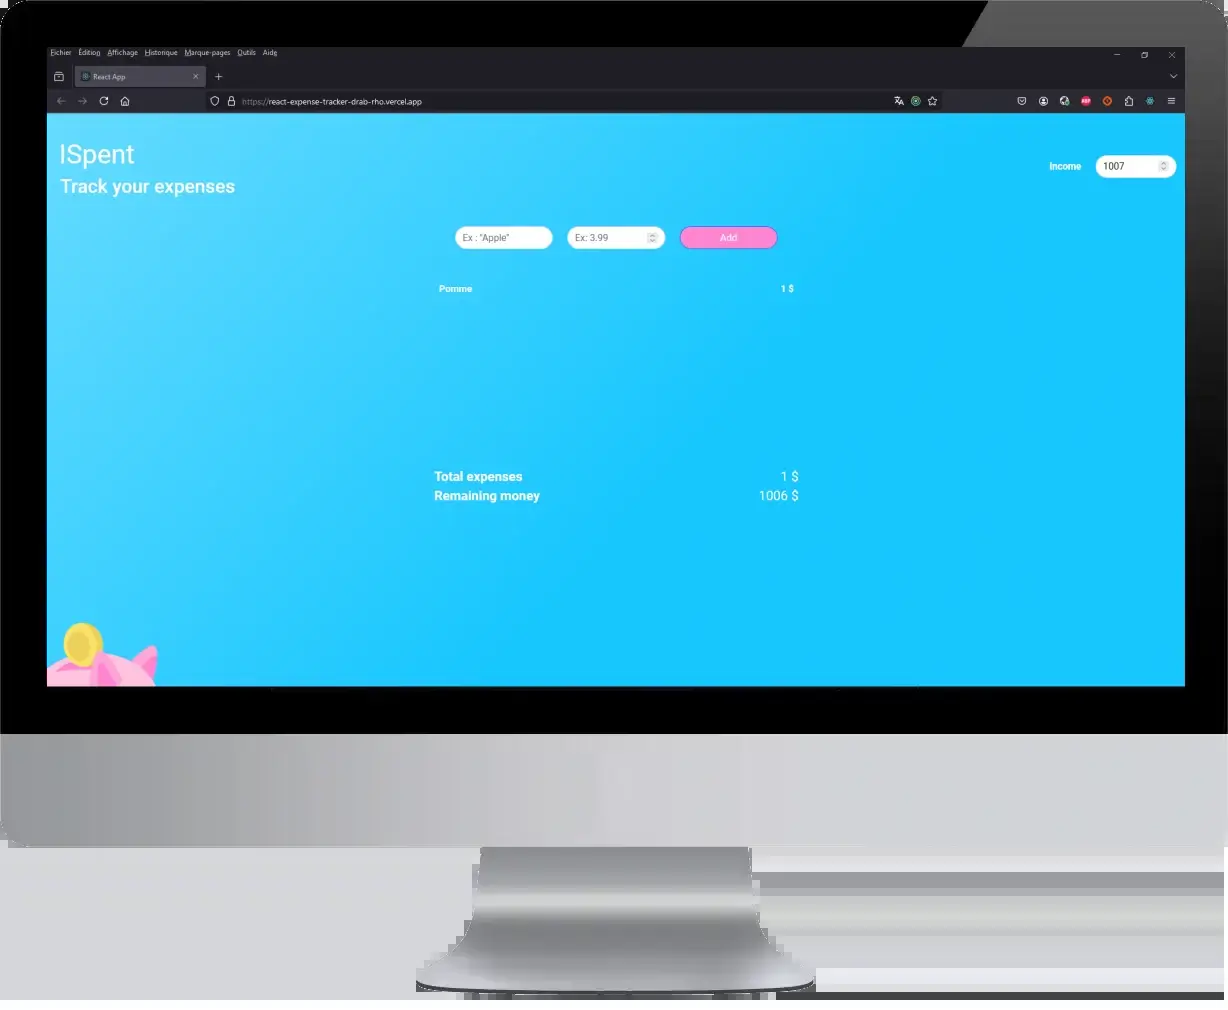 Fichier Édition Affichage Historique Marque-pages Outils Aide
React App
https://react-expense-tracker-drab-rho.vercel.app
ISpent
Track your expenses
Income 1007
Ex : "Apple" Ex: 3.99 Add
Pomme 1 $
Total expenses 1 $
Remaining money 1006 $